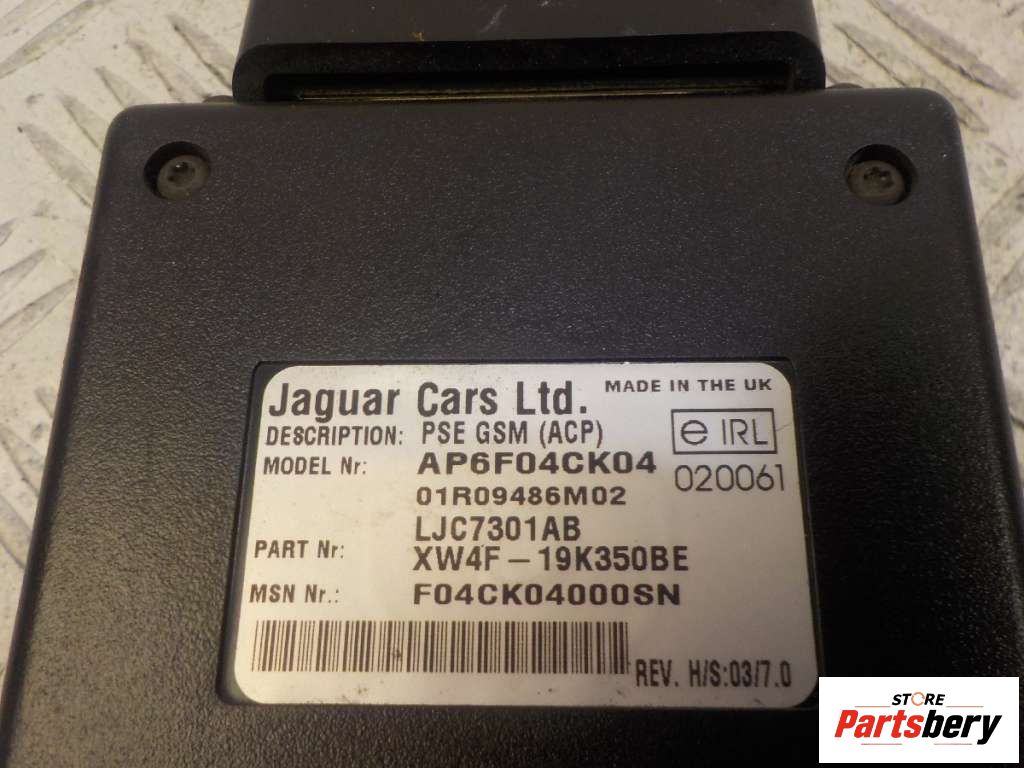 Jaguar Cars Ltd. MADE IN THE UK
DESCRIPTION: PSE GSM (ACP) e IRL
MODEL Nr: AP6F04CK04 020061
01R09486M02
LJC7301AB
PART Nr: XW4F-19K350BE
MSN Nr.: F04CK04000SN
REV. H/S:03/7.0
STORE
Partsbery